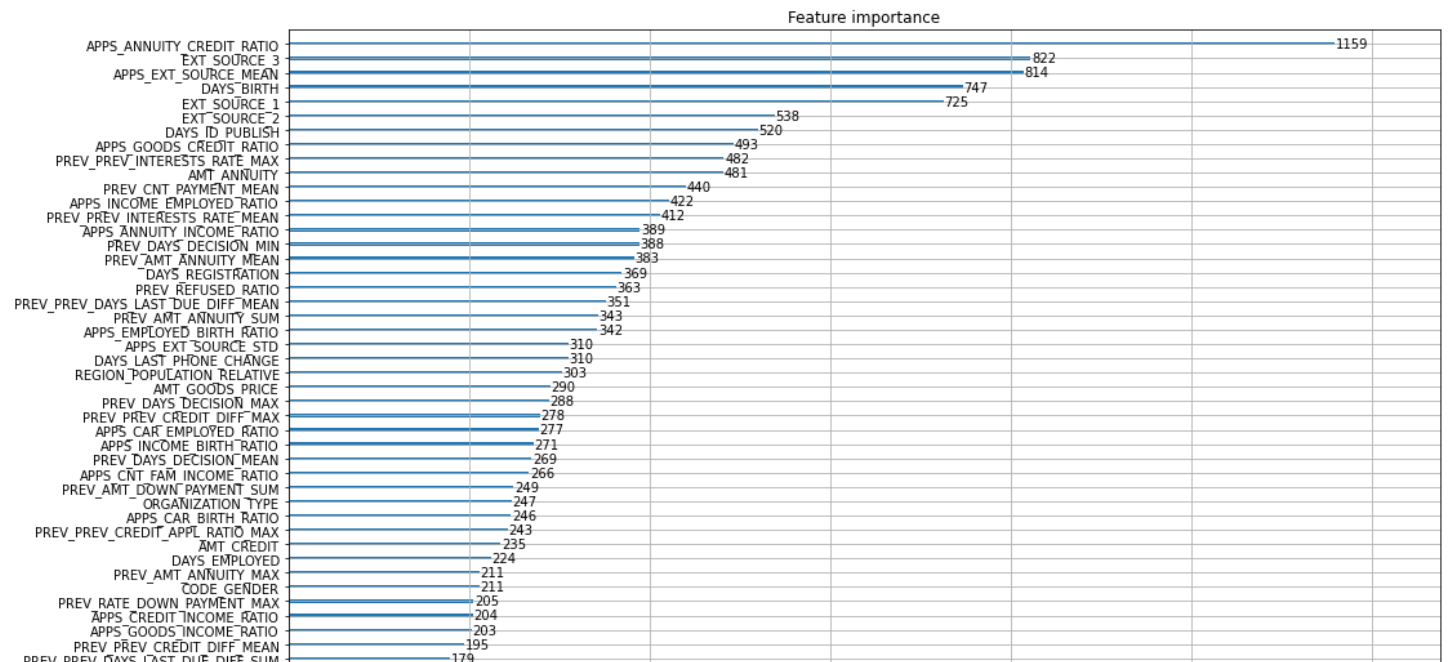 Feature importance
APPS_ANNUITY_CREDIT_RATIO 1159
EXT_SOURCE_3 822
APPS_EXT_SOURCE_MEAN 814
DAYS_BIRTH 747
EXT_SOURCE_1 725
EXT_SOURCE_2 538
DAYS_ID_PUBLISH 520
APPS_GOODS_CREDIT_RATIO 493
PREV_PREV_INTERESTS_RATE_MAX 482
AMT_ANNUITY 481
PREV_CNT_PAYMENT_MEAN 440
APPS_INCOME_EMPLOYED_RATIO 422
PREV_PREV_INTERESTS_RATE_MEAN 412
APPS_ANNUITY_INCOME_RATIO 389
PREV_DAYS_DECISION_MIN 388
PREV_AMT_ANNUITY_MEAN 383
DAYS_REGISTRATION 369
PREV_REFUSED_RATIO 363
PREV_PREV_DAYS_LAST_DUE_DIFF_MEAN 351
PREV_AMT_ANNUITY_SUM 343
APPS_EMPLOYED_BIRTH_RATIO 342
APPS_EXT_SOURCE_STD 310
DAYS_LAST_PHONE_CHANGE 310
REGION_POPULATION_RELATIVE 303
AMT_GOODS_PRICE 290
PREV_DAYS_DECISION_MAX 288
PREV_PREV_CREDIT_DIFF_MAX 278
APPS_CAR_EMPLOYED_RATIO 277
APPS_INCOME_BIRTH_RATIO 271
PREV_DAYS_DECISION_MEAN 269
APPS_CNT_FAM_INCOME_RATIO 266
PREV_AMT_DOWN_PAYMENT_SUM 249
ORGANIZATION_TYPE 247
APPS_CAR_BIRTH_RATIO 246
PREV_PREV_CREDIT_APPL_RATIO_MAX 243
AMT_CREDIT 235
DAYS_EMPLOYED 224
PREV_AMT_ANNUITY_MAX 211
CODE_GENDER 211
PREV_RATE_DOWN_PAYMENT_MAX 205
APPS_CREDIT_INCOME_RATIO 204
APPS_GOODS_INCOME_RATIO 203
PREV_PREV_CREDIT_DIFF_MEAN 195
PREV_PREV_DAYS_LAST_DUE_DIFF_SUM 179